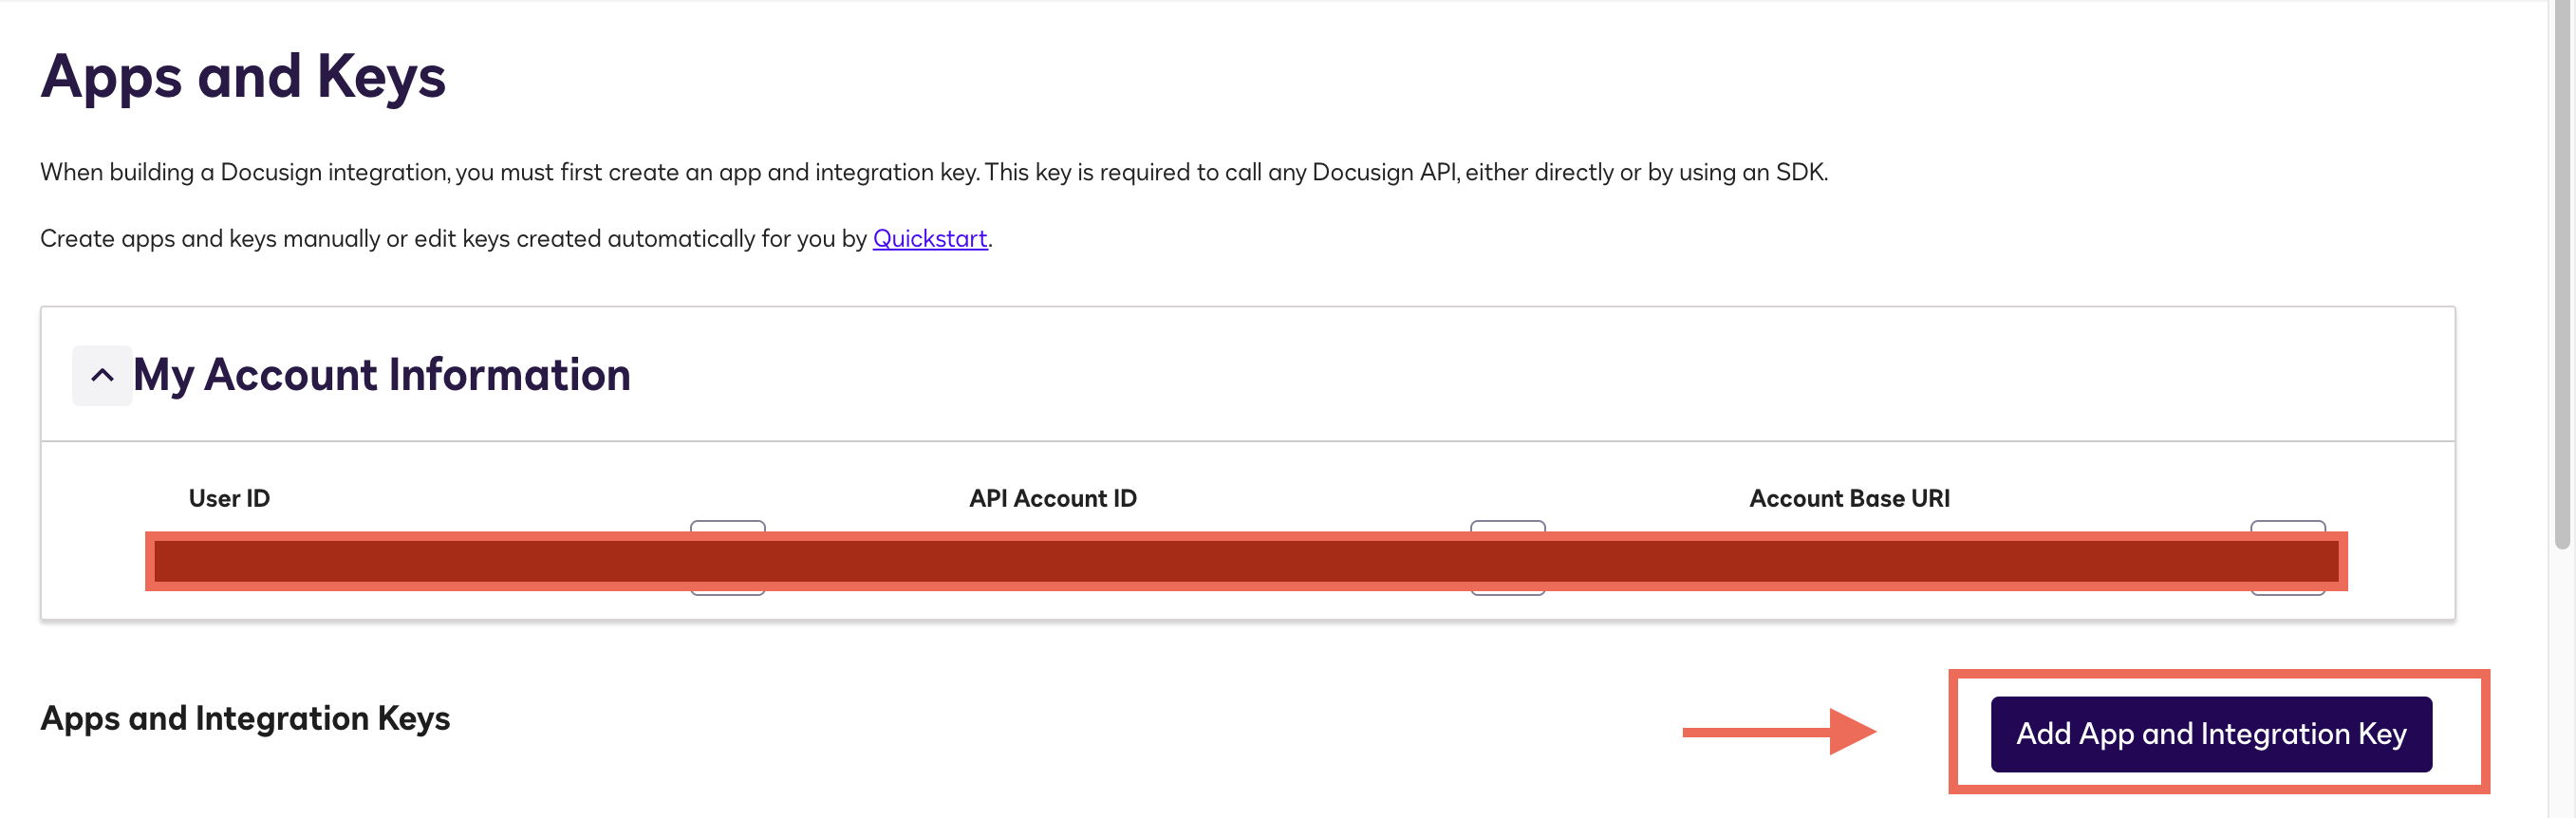 Apps and Keys
When building a Docusign integration, you must first create an app and integration key. This key is required to call any Docusign API, either directly or by using an SDK.
Create apps and keys manually or edit keys created automatically for you by Quickstart.
My Account Information
User ID
API Account ID
Account Base URI
Apps and Integration Keys
Add App and Integration Key